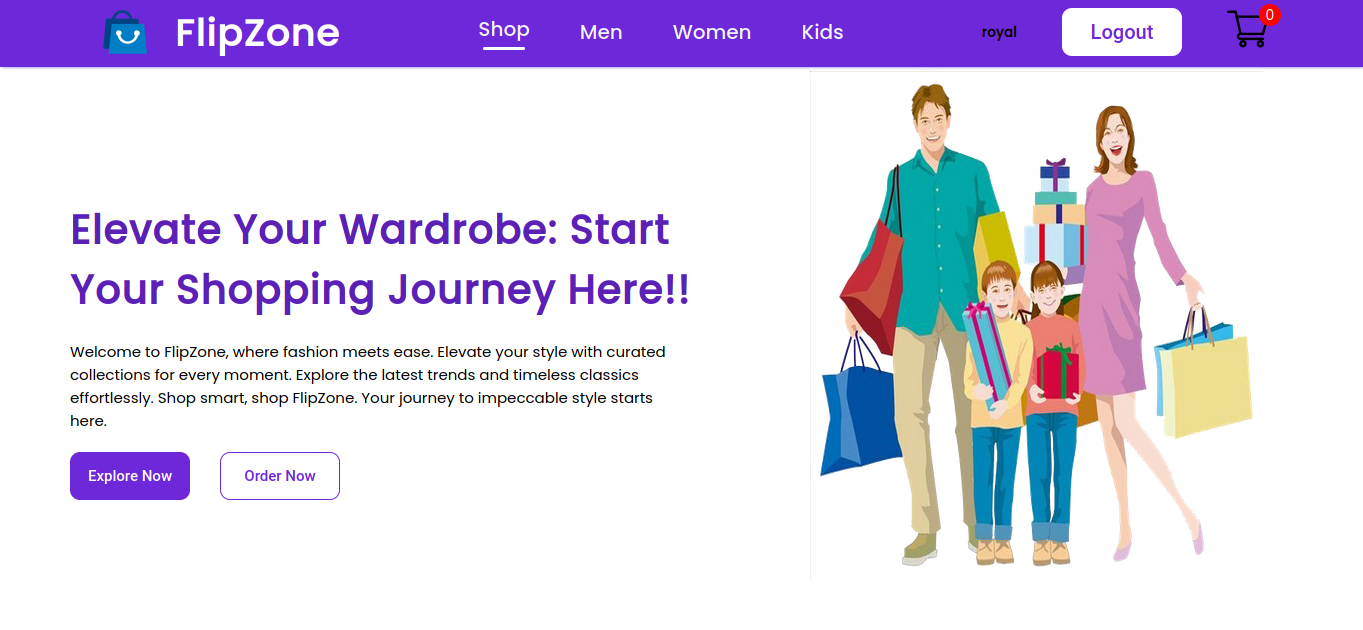 FlipZone
Shop
Men
Women
Kids
royal
Logout
0
Elevate Your Wardrobe: Start
Your Shopping Journey Here!!
Welcome to FlipZone, where fashion meets ease. Elevate your style with curated
collections for every moment. Explore the latest trends and timeless classics
effortlessly. Shop smart, shop FlipZone. Your journey to impeccable style starts
here.
Explore Now
Order Now